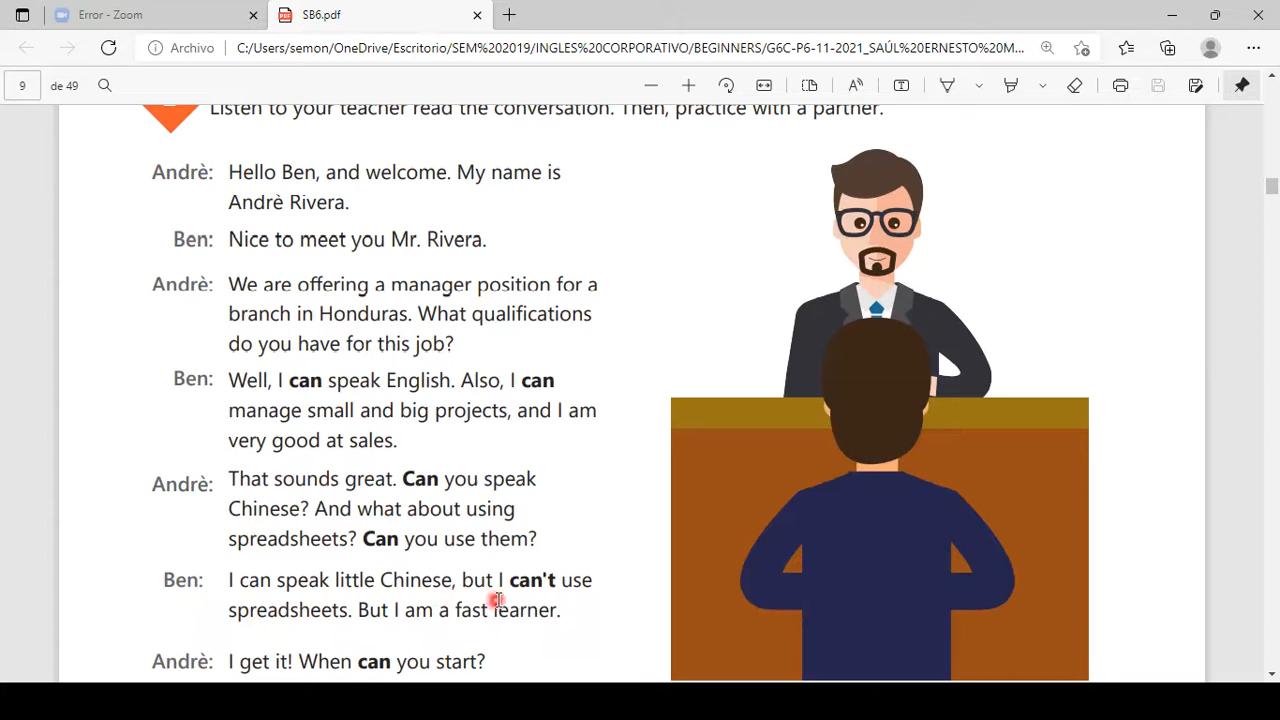 Error - Zoom
SB6.pdf
Archivo
C:/Users/semon/OneDrive/Escritorio/SEM%202019/INGLES%20CORPORATIVO/BEGINNERS/G6C-P6-11-2021_SAÚL%20ERNESTO%20M...
9 de 49
Listen to your teacher read the conversation. Then, practice with a partner.
Andrè: Hello Ben, and welcome. My name is
Andrè Rivera.
Ben: Nice to meet you Mr. Rivera.
Andrè: We are offering a manager position for a
branch in Honduras. What qualifications
do you have for this job?
Ben: Well, I can speak English. Also, I can
manage small and big projects, and I am
very good at sales.
Andrè: That sounds great. Can you speak
Chinese? And what about using
spreadsheets? Can you use them?
Ben: I can speak little Chinese, but I can't use
spreadsheets. But I am a fast learner.
Andrè: I get it! When can you start?